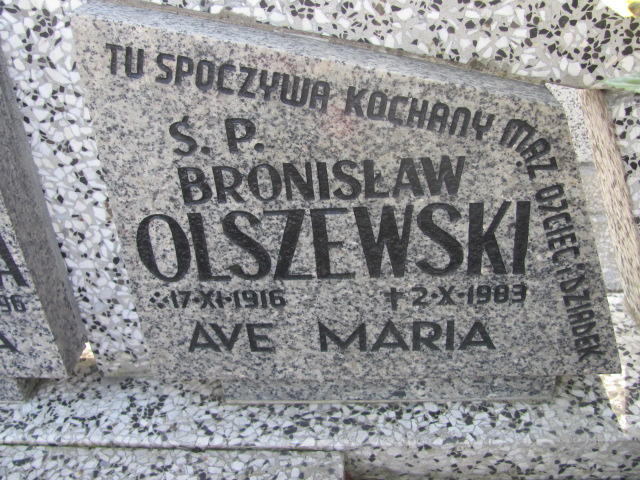 TU SPOCZYWA KOCHANY MĄŻ OJCIEC I DZIADEK
Ś. P.
BRONISŁAW
OLSZEWSKI
17-XI-1916 +2-X-1983
AVE MARIA